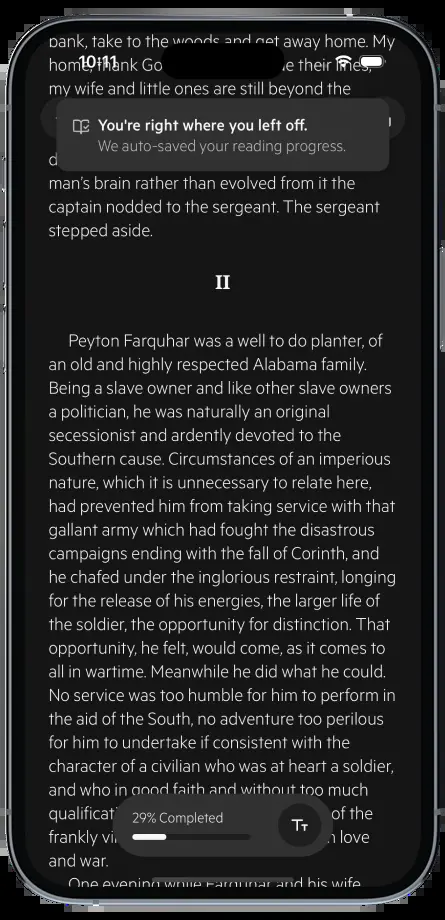 bank, take to the woods and get away home. My
10:11
home, thank Go their lines,
my wife and little ones are still beyond the
You're right where you left off.
We auto-saved your reading progress.
d
man's brain rather than evolved from it the
captain nodded to the sergeant. The sergeant
stepped aside.
II
Peyton Farquhar was a well to do planter, of
an old and highly respected Alabama family.
Being a slave owner and like other slave owners
a politician, he was naturally an original
secessionist and ardently devoted to the
Southern cause. Circumstances of an imperious
nature, which it is unnecessary to relate here,
had prevented him from taking service with that
gallant army which had fought the disastrous
campaigns ending with the fall of Corinth, and
he chafed under the inglorious restraint, longing
for the release of his energies, the larger life of
the soldier, the opportunity for distinction. That
opportunity, he felt, would come, as it comes to
all in wartime. Meanwhile he did what he could.
No service was too humble for him to perform in
the aid of the South, no adventure too perilous
for him to undertake if consistent with the
character of a civilian who was at heart a soldier,
and who in good faith and without too much
qualificati of the
29% Completed
TT
frankly vi n love
and war.
One evening while Farquhar and his wife